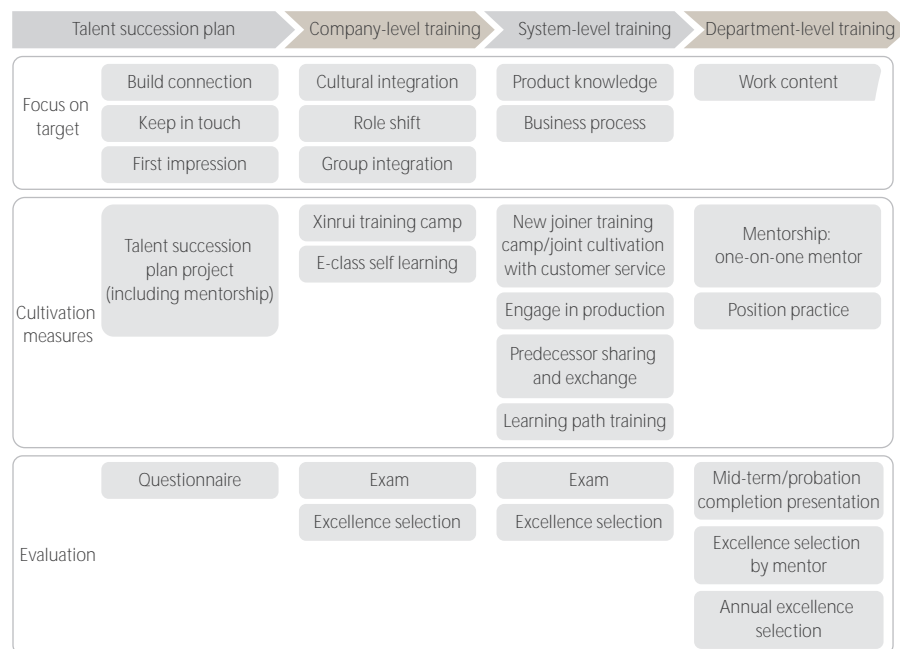 Talent succession plan
Company-level training
System-level training
Department-level training
Focus on
target
Build connection
Keep in touch
First impression
Cultural integration
Role shift
Group integration
Product knowledge
Business process
Work content
Cultivation
measures
Talent succession
plan project
(including mentorship)
Xinrui training camp
E-class self learning
New joiner training
camp/joint cultivation
with customer service
Engage in production
Predecessor sharing
and exchange
Learning path training
Mentorship:
one-on-one mentor
Position practice
Evaluation
Questionnaire
Exam
Excellence selection
Exam
Excellence selection
Mid-term/probation
completion presentation
Excellence selection
by mentor
Annual excellence
selection